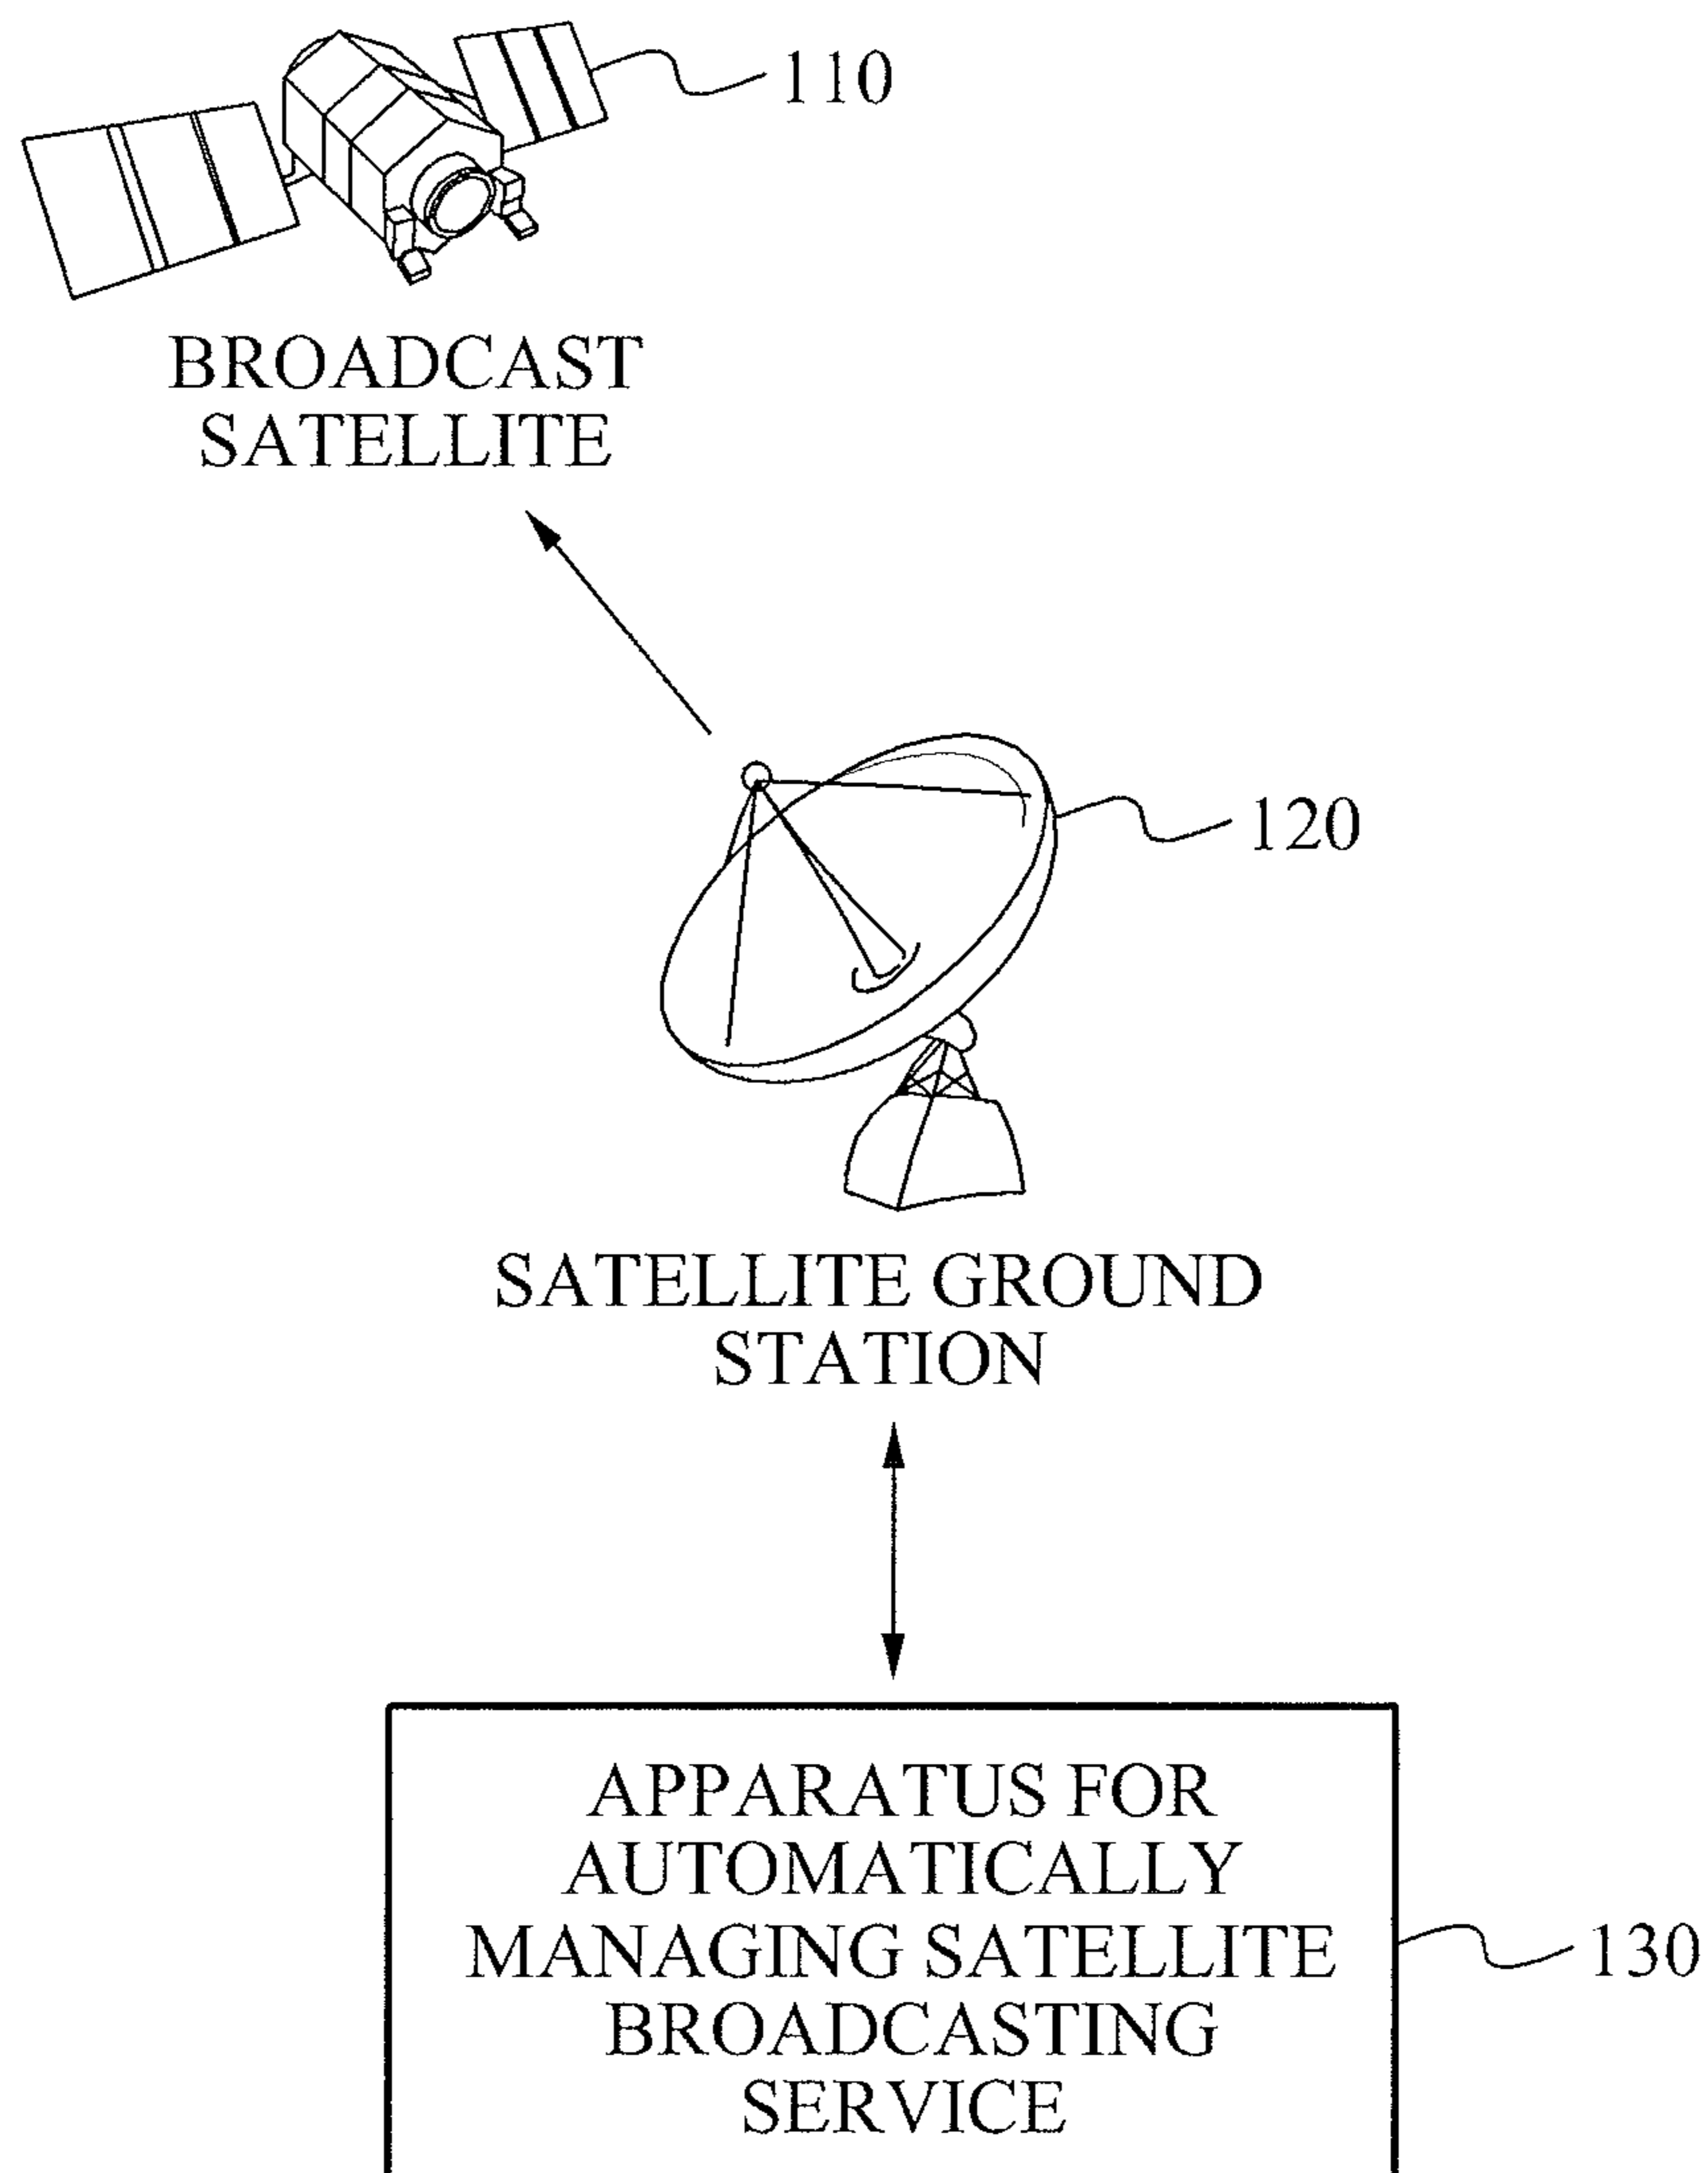 110
BROADCAST
SATELLITE
120
SATELLITE GROUND
STATION
APPARATUS FOR
AUTOMATICALLY
MANAGING SATELLITE
BROADCASTING
SERVICE
130